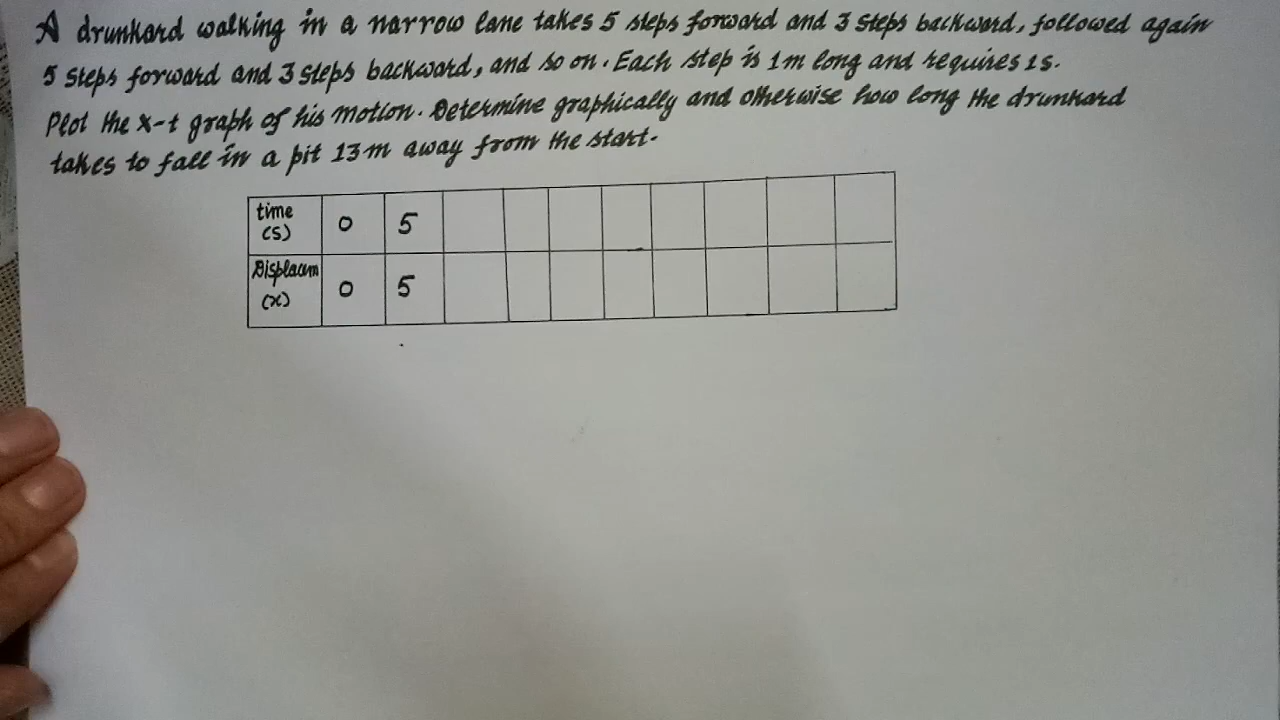 A drunkard walking in a narrow lane takes 5 steps forward and 3 steps backward, followed again
5 steps forward and 3 steps backward, and so on. Each step is 1m long and requires 1s.
Plot the x-t graph of his motion. Determine graphically and otherwise how long the drunkard
takes to fall in a pit 13m away from the start.
time (s) 0 5
Displacem (x) 0 5